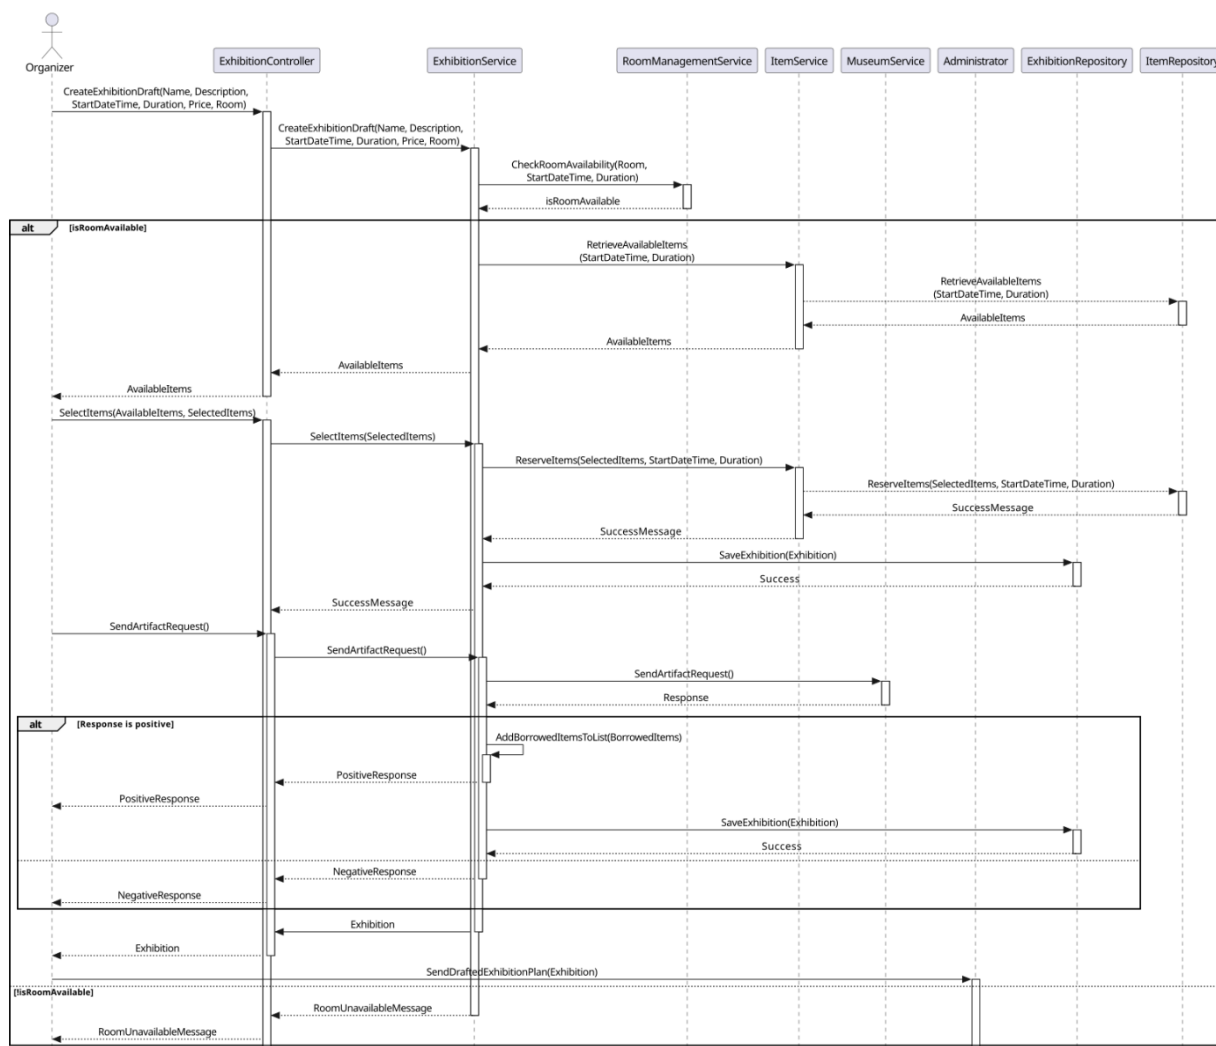 Organizer
ExhibitionController
ExhibitionService
RoomManagementService
ItemService
MuseumService
Administrator
ExhibitionRepository
ItemRepository
CreateExhibitionDraft(Name, Description,
StartDateTime, Duration, Price, Room)
CreateExhibitionDraft(Name, Description,
StartDateTime, Duration, Price, Room)
CheckRoomAvailability(Room,
StartDateTime, Duration)
isRoomAvailable
alt
[isRoomAvailable]
RetrieveAvailableItems
(StartDateTime, Duration)
RetrieveAvailableItems
(StartDateTime, Duration)
AvailableItems
AvailableItems
AvailableItems
AvailableItems
SelectItems(AvailableItems, SelectedItems)
SelectItems(SelectedItems)
ReserveItems(SelectedItems, StartDateTime, Duration)
ReserveItems(SelectedItems, StartDateTime, Duration)
SuccessMessage
SuccessMessage
SaveExhibition(Exhibition)
Success
SuccessMessage
SendArtifactRequest()
SendArtifactRequest()
SendArtifactRequest()
Response
alt
[Response is positive]
AddBorrowedItemsToList(BorrowedItems)
PositiveResponse
PositiveResponse
SaveExhibition(Exhibition)
Success
NegativeResponse
NegativeResponse
Exhibition
Exhibition
SendDraftedExhibitionPlan(Exhibition)
[!isRoomAvailable]
RoomUnavailableMessage
RoomUnavailableMessage